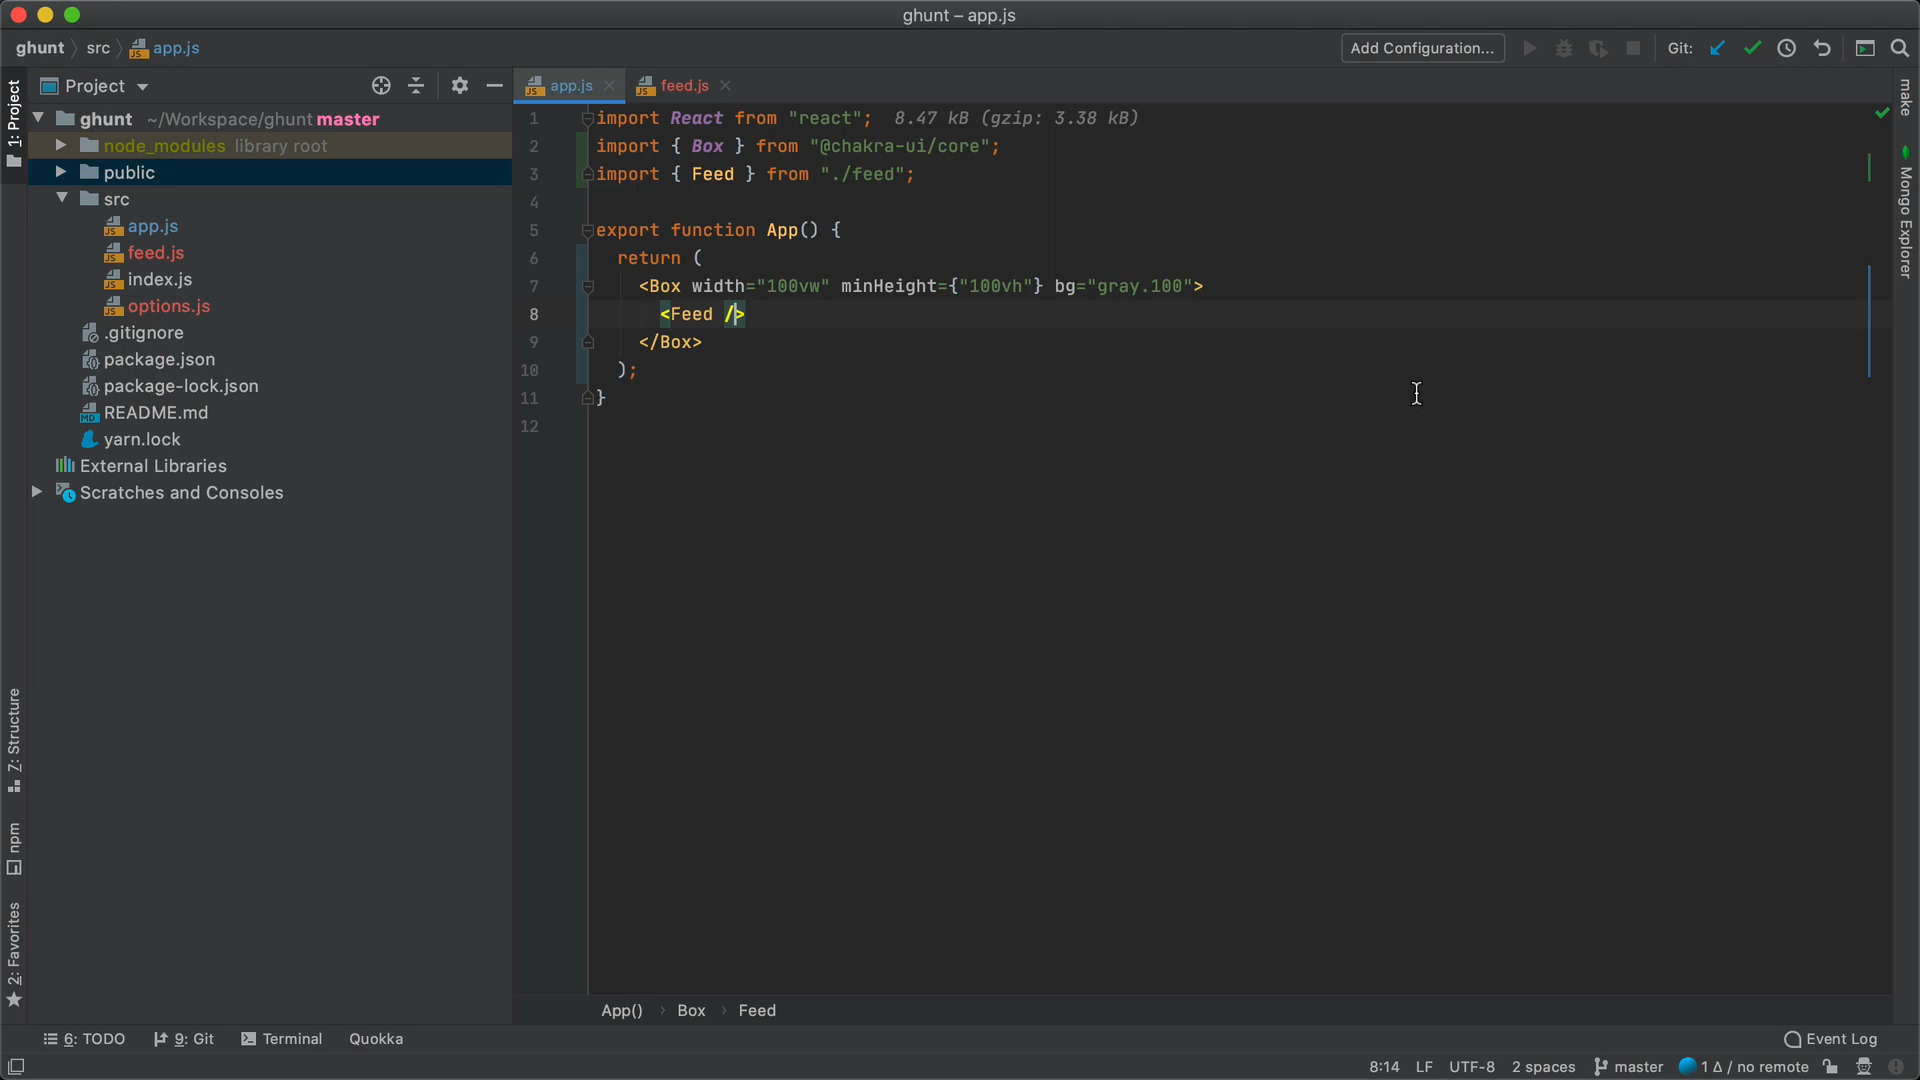 ghunt – app.js
ghunt src app.js
Add Configuration...
Git:
1: Project
Project
app.js
feed.js
make
ghunt ~/Workspace/ghunt master
node_modules library root
public
src
app.js
feed.js
index.js
options.js
.gitignore
package.json
package-lock.json
README.md
yarn.lock
External Libraries
Scratches and Consoles
1 import React from "react"; 8.47 kB (gzip: 3.38 kB)
2 import { Box } from "@chakra-ui/core";
3 import { Feed } from "./feed";
4
5 export function App() {
6 return (
7 <Box width="100vw" minHeight={"100vh"} bg="gray.100">
8 <Feed />
9 </Box>
10 );
11 }
12
Mongo Explorer
Z: Structure
npm
2: Favorites
App() › Box › Feed
6: TODO 9: Git Terminal Quokka Event Log
8:14 LF UTF-8 2 spaces master 1 Δ / no remote